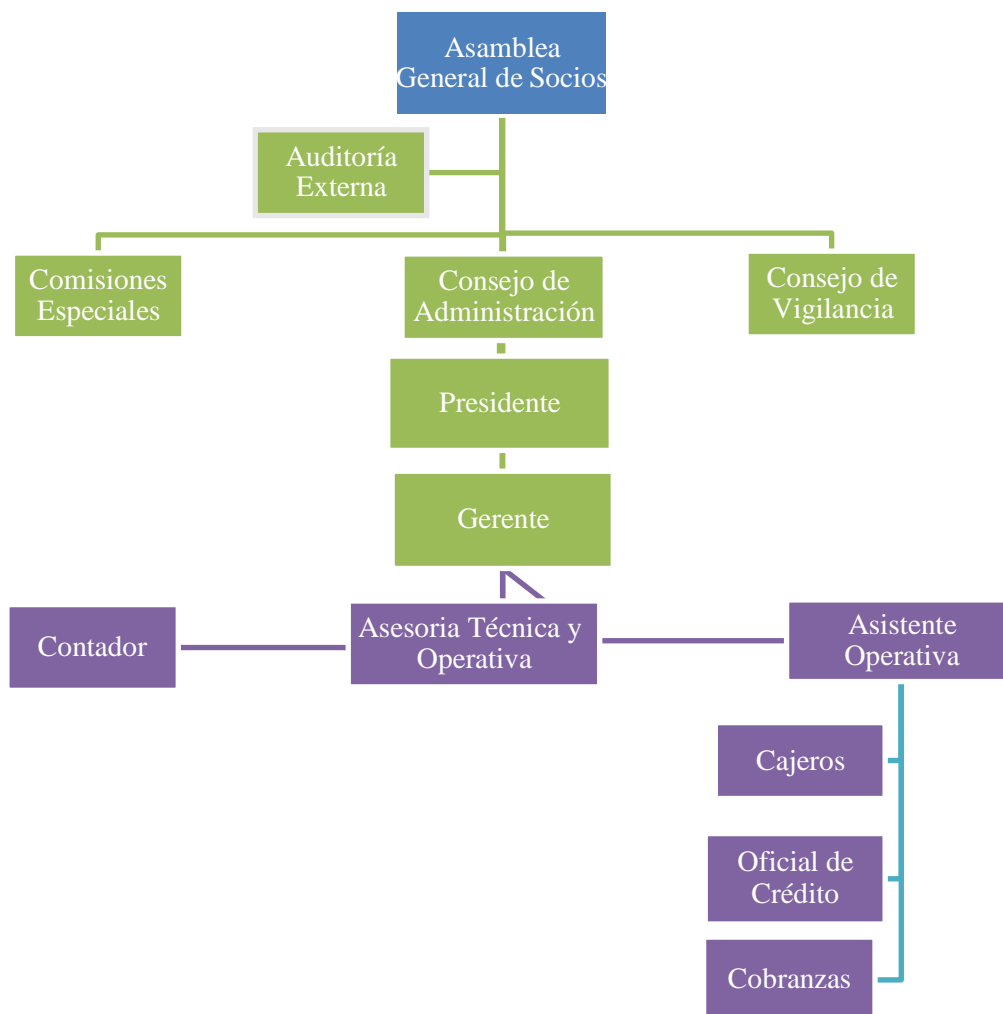 Asamblea
General de Socios
Auditoría
Externa
Comisiones
Especiales
Consejo de
Administración
Consejo de
Vigilancia
Presidente
Gerente
Contador
Asesoria Técnica y
Operativa
Asistente
Operativa
Cajeros
Oficial de
Crédito
Cobranzas